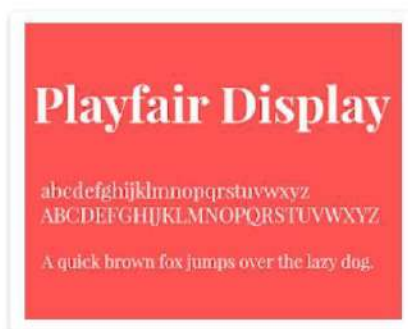 Playfair Display
abcdefghijklmnopqrstuvwxyz
ABCDEFGHIJKLMNOPQRSTUVWXYZ
A quick brown fox jumps over the lazy dog.